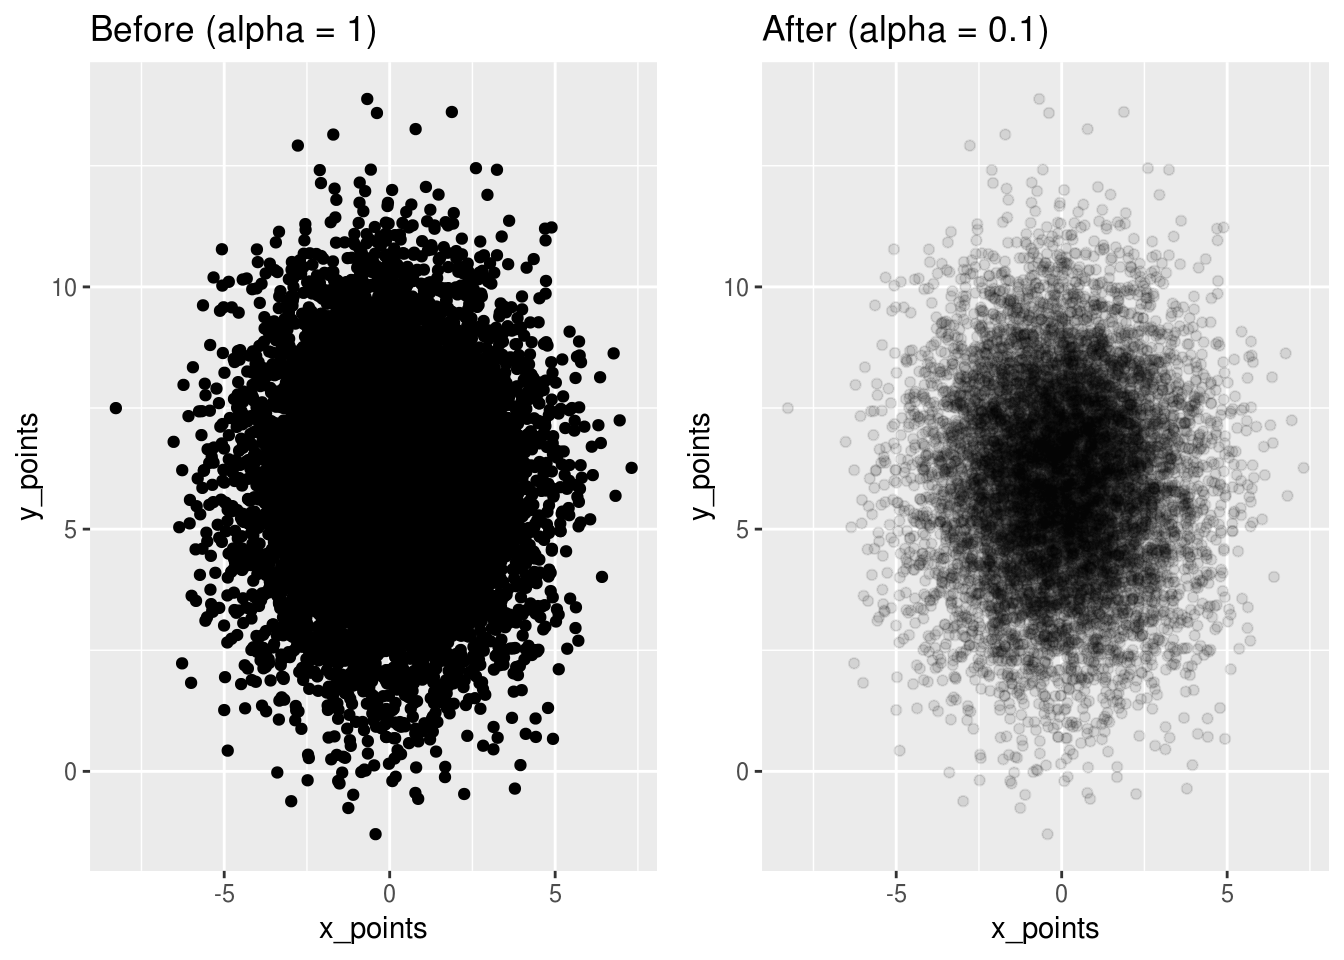 Before (alpha = 1)
y_points
10
5
0
-5
0
5
x_points
After (alpha = 0.1)
y_points
10
5
0
-5
0
5
x_points